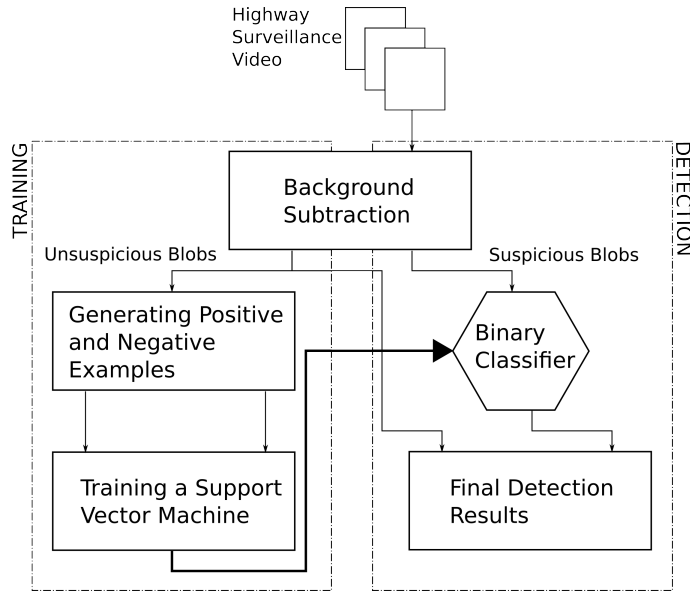 Highway
Surveillance
Video
TRAINING
DETECTION
Background
Subtraction
Unsuspicious Blobs
Suspicious Blobs
Generating Positive
and Negative
Examples
Binary
Classifier
Training a Support
Vector Machine
Final Detection
Results